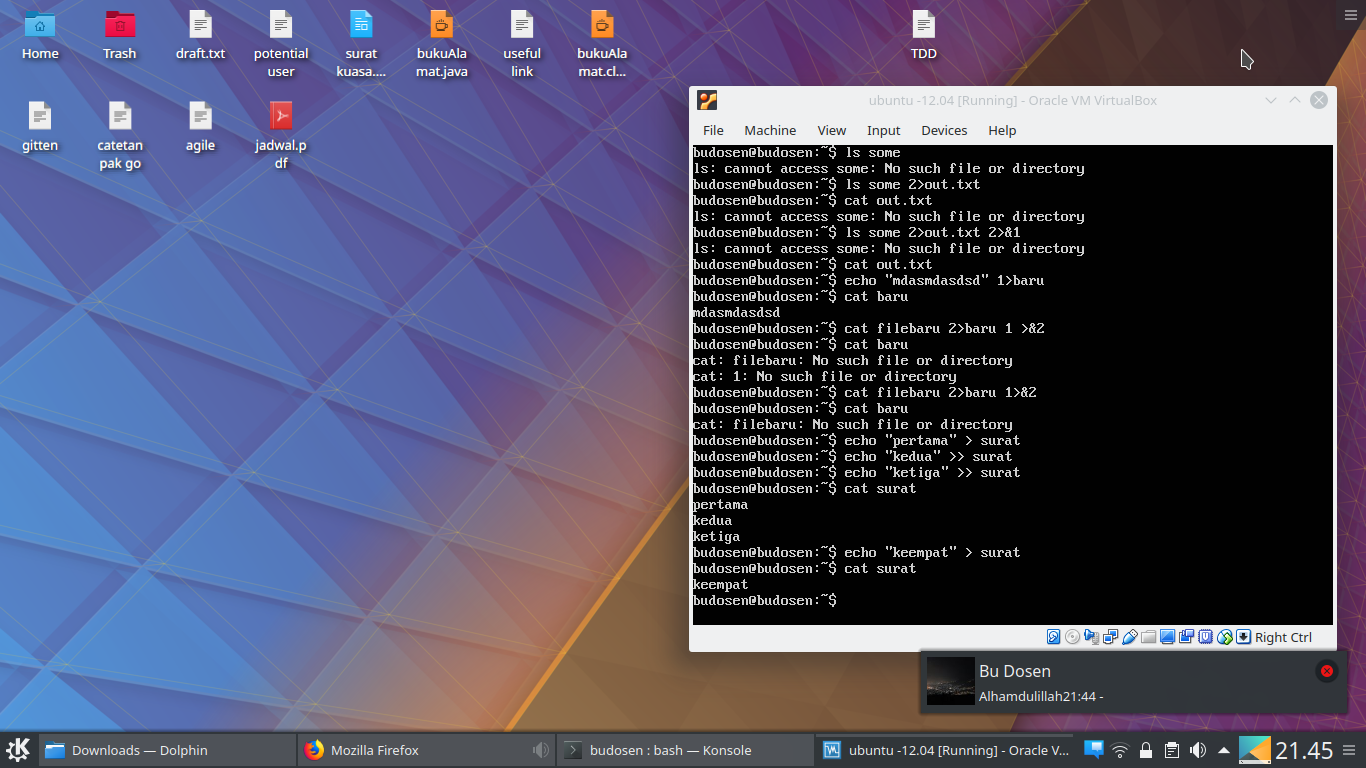 Home
Trash
draft.txt
potential
user
surat
kuasa....
bukuAla
mat.java
useful
link
bukuAla
mat.cl...
TDD
gitten
catetan
pak go
agile
jadwal.p
df
ubuntu -12.04 [Running] - Oracle VM VirtualBox
File Machine View Input Devices Help
budosen@budosen:~$ ls some
ls: cannot access some: No such file or directory
budosen@budosen:~$ ls some 2>out.txt
budosen@budosen:~$ cat out.txt
ls: cannot access some: No such file or directory
budosen@budosen:~$ ls some 2>out.txt 2>&1
ls: cannot access some: No such file or directory
budosen@budosen:~$ cat out.txt
budosen@budosen:~$ echo "mdasmdasdsd" 1>baru
budosen@budosen:~$ cat baru
mdasmdasdsd
budosen@budosen:~$ cat filebaru 2>baru 1 >&2
budosen@budosen:~$ cat baru
cat: filebaru: No such file or directory
cat: 1: No such file or directory
budosen@budosen:~$ cat filebaru 2>baru 1>&2
budosen@budosen:~$ cat baru
cat: filebaru: No such file or directory
budosen@budosen:~$ echo "pertama" > surat
budosen@budosen:~$ echo "kedua" >> surat
budosen@budosen:~$ echo "ketiga" >> surat
budosen@budosen:~$ cat surat
pertama
kedua
ketiga
budosen@budosen:~$ echo "keempat" > surat
budosen@budosen:~$ cat surat
keempat
budosen@budosen:~$
Right Ctrl
Bu Dosen
Alhamdulillah21:44 -
Downloads — Dolphin
Mozilla Firefox
budosen : bash — Konsole
ubuntu -12.04 [Running] - Oracle V...
21.45